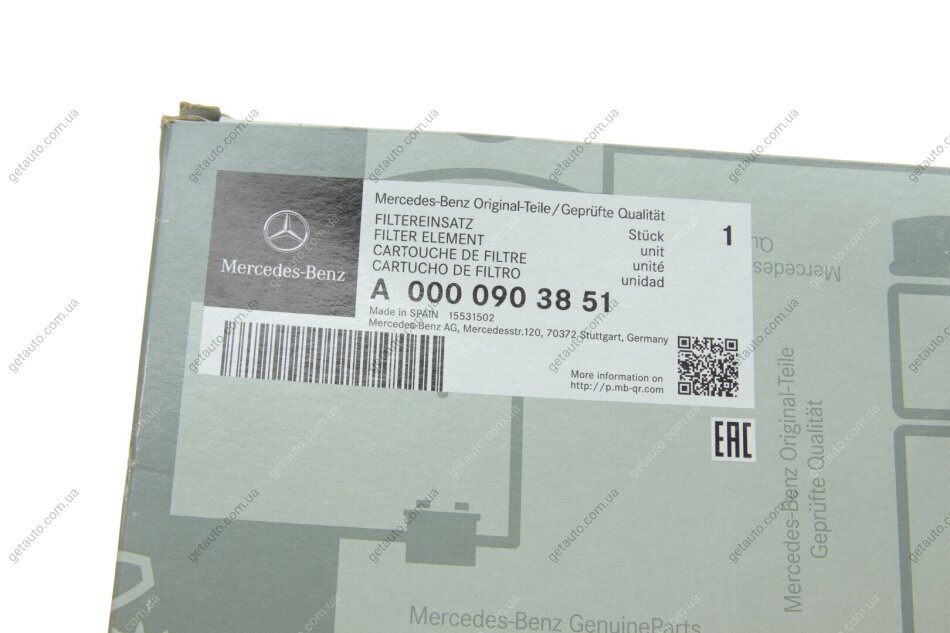 Mercedes-Benz
Mercedes-Benz Original-Teile/Geprüfte Qualität
FILTEREINSATZ
FILTER ELEMENT
CARTOUCHE DE FILTRE
CARTUCHO DE FILTRO
Stück
unit
unité
unidad
1
A 000 090 38 51
Made in SPAIN 15531502
Mercedes-Benz AG, Mercedesstr.120, 70372 Stuttgart, Germany
More information on
http://p.mb-qr.com
EAC
Mercedes
Qu
Mercedes-Benz Original-Teile
Geprüfte Qualität
Mercedes-Benz GenuineParts
getauto.com.ua